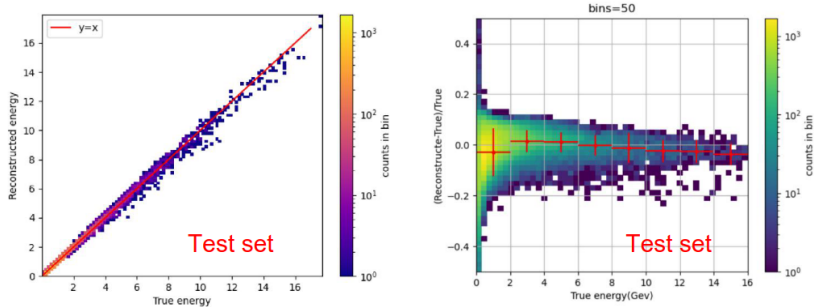 y=x
Reconstructed energy
16
14
12
10
8
6
4
2
0
2 4 6 8 10 12 14 16
True energy
Test set
10³
10²
10¹
10⁰
counts in bin
bins=50
(Reconstructe-True)/True
0.4
0.2
0.0
−0.2
−0.4
0 2 4 6 8 10 12 14 16
True energy(Gev)
Test set
10³
10²
10¹
10⁰
counts in bin